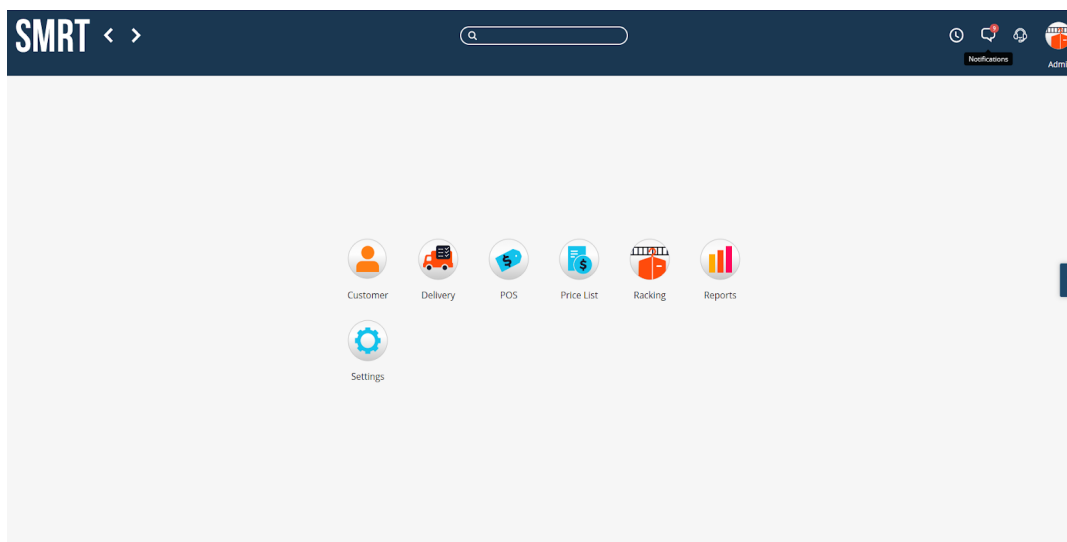 SMRT
Notifications
Admi
Customer
Delivery
POS
Price List
Racking
Reports
Settings